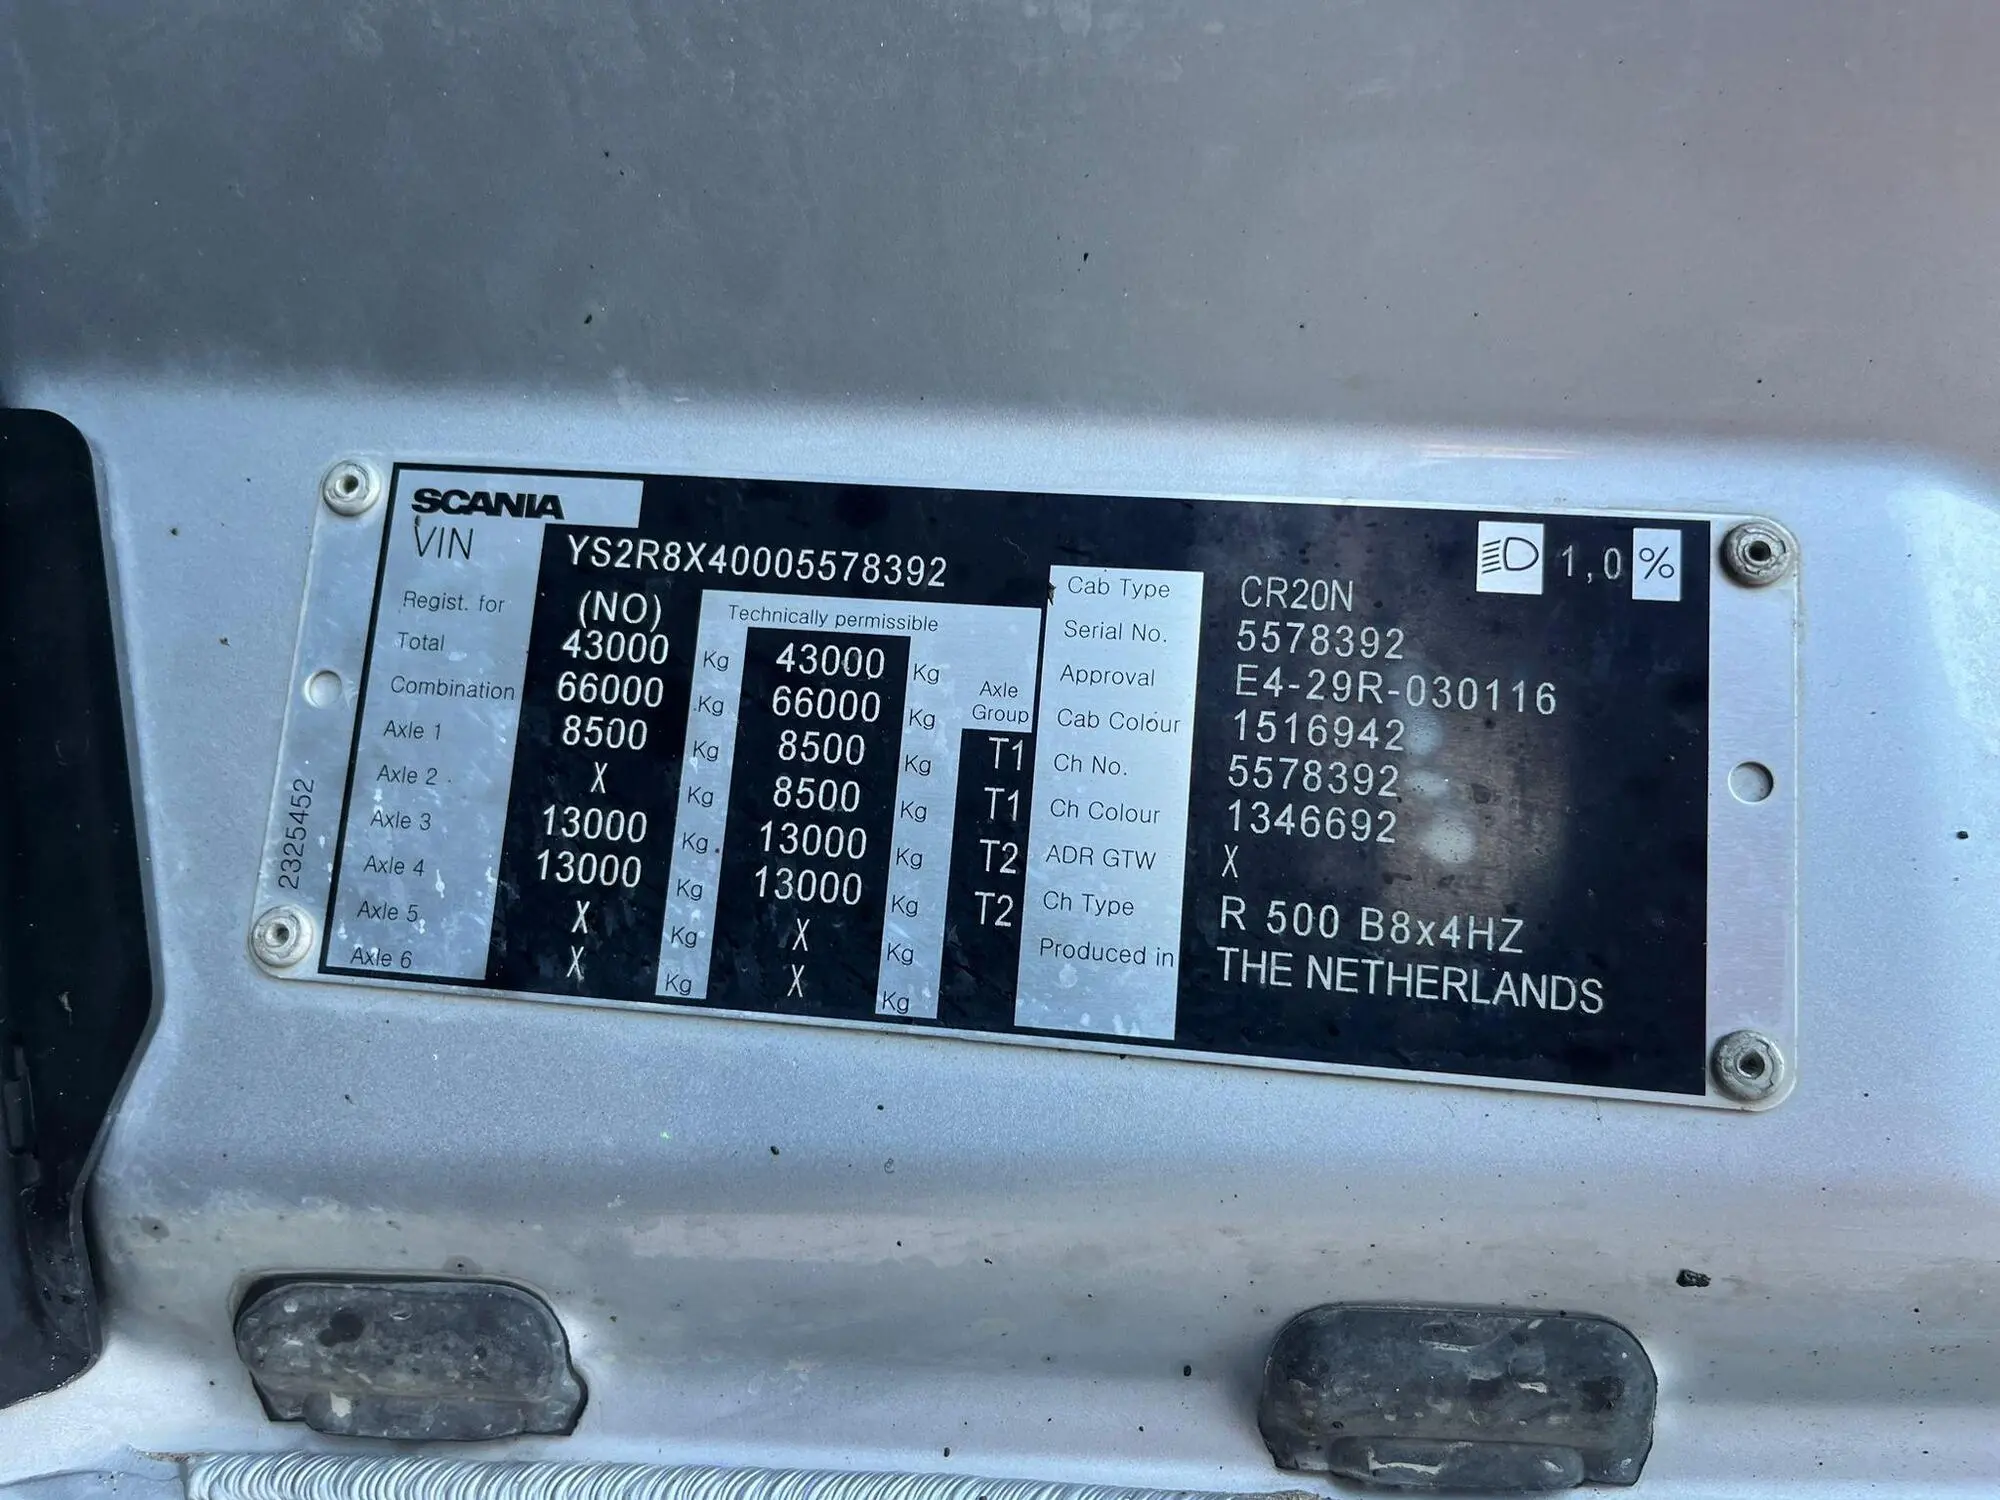 SCANIA
VIN YS2R8X40005578392
1,0 %
Regist. for (NO) Technically permissible
Total 43000 Kg 43000 Kg
Combination 66000 Kg 66000 Kg Axle Group
Axle 1 8500 Kg 8500 Kg T1
Axle 2 X Kg 8500 Kg T1
Axle 3 13000 Kg 13000 Kg T2
Axle 4 13000 Kg 13000 Kg T2
Axle 5 X Kg X Kg
Axle 6 X Kg X Kg
Cab Type CR20N
Serial No. 5578392
Approval E4-29R-030116
Cab Colour 1516942
Ch No. 5578392
Ch Colour 1346692
ADR GTW X
Ch Type R 500 B8x4HZ
Produced in THE NETHERLANDS
2325452